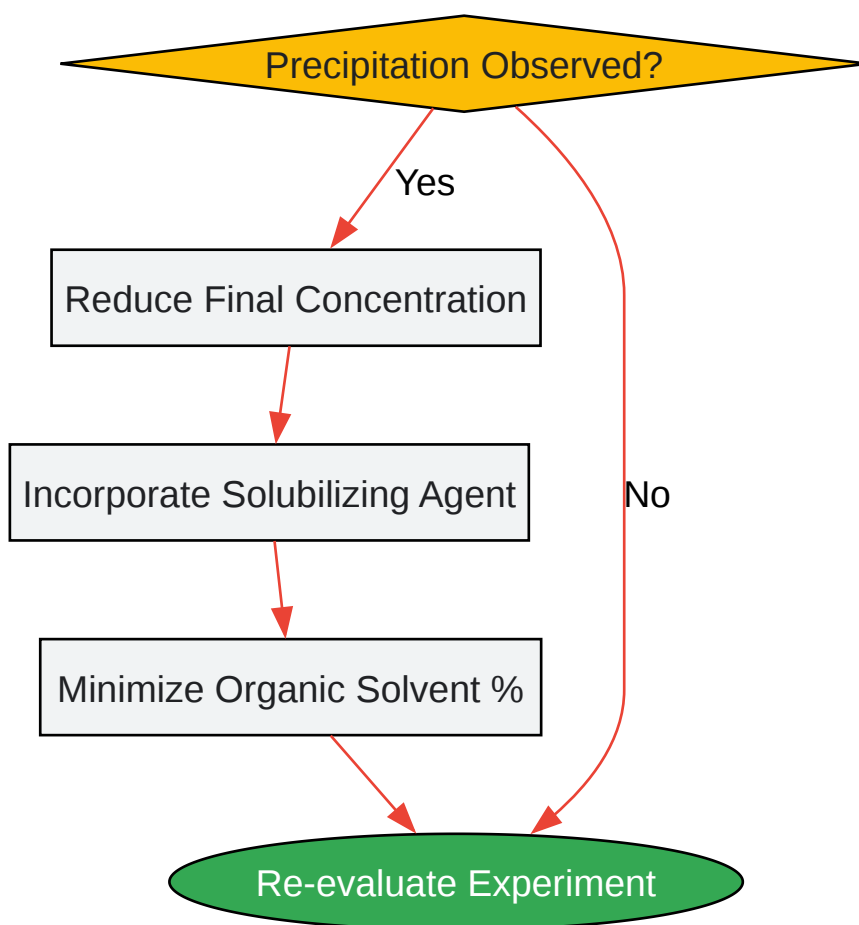 Precipitation Observed?
Yes
Reduce Final Concentration
Incorporate Solubilizing Agent
No
Minimize Organic Solvent %
Re-evaluate Experiment